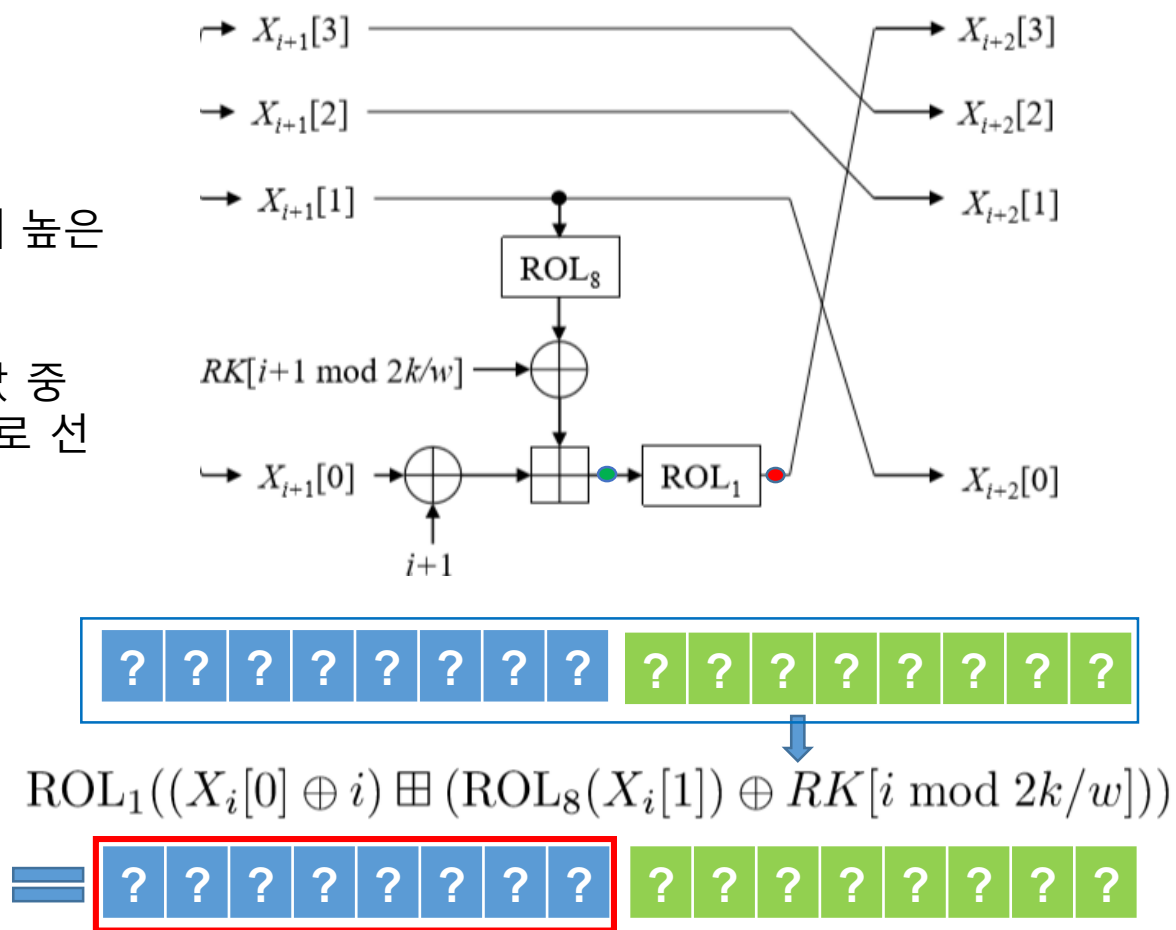 X_{i+1}[3] X_{i+2}[3]
X_{i+1}[2] X_{i+2}[2]
X_{i+1}[1] X_{i+2}[1]
높은
ROL_8
RK[i+1 mod 2k/w]
중
로 선
X_{i+1}[0] ROL_1 X_{i+2}[0]
i+1
? ? ? ? ? ? ? ? ? ? ? ? ? ? ? ?
ROL_1((X_i[0] ⊕ i) ⊞ (ROL_8(X_i[1]) ⊕ RK[i mod 2k/w]))
= ? ? ? ? ? ? ? ? ? ? ? ? ? ? ? ?